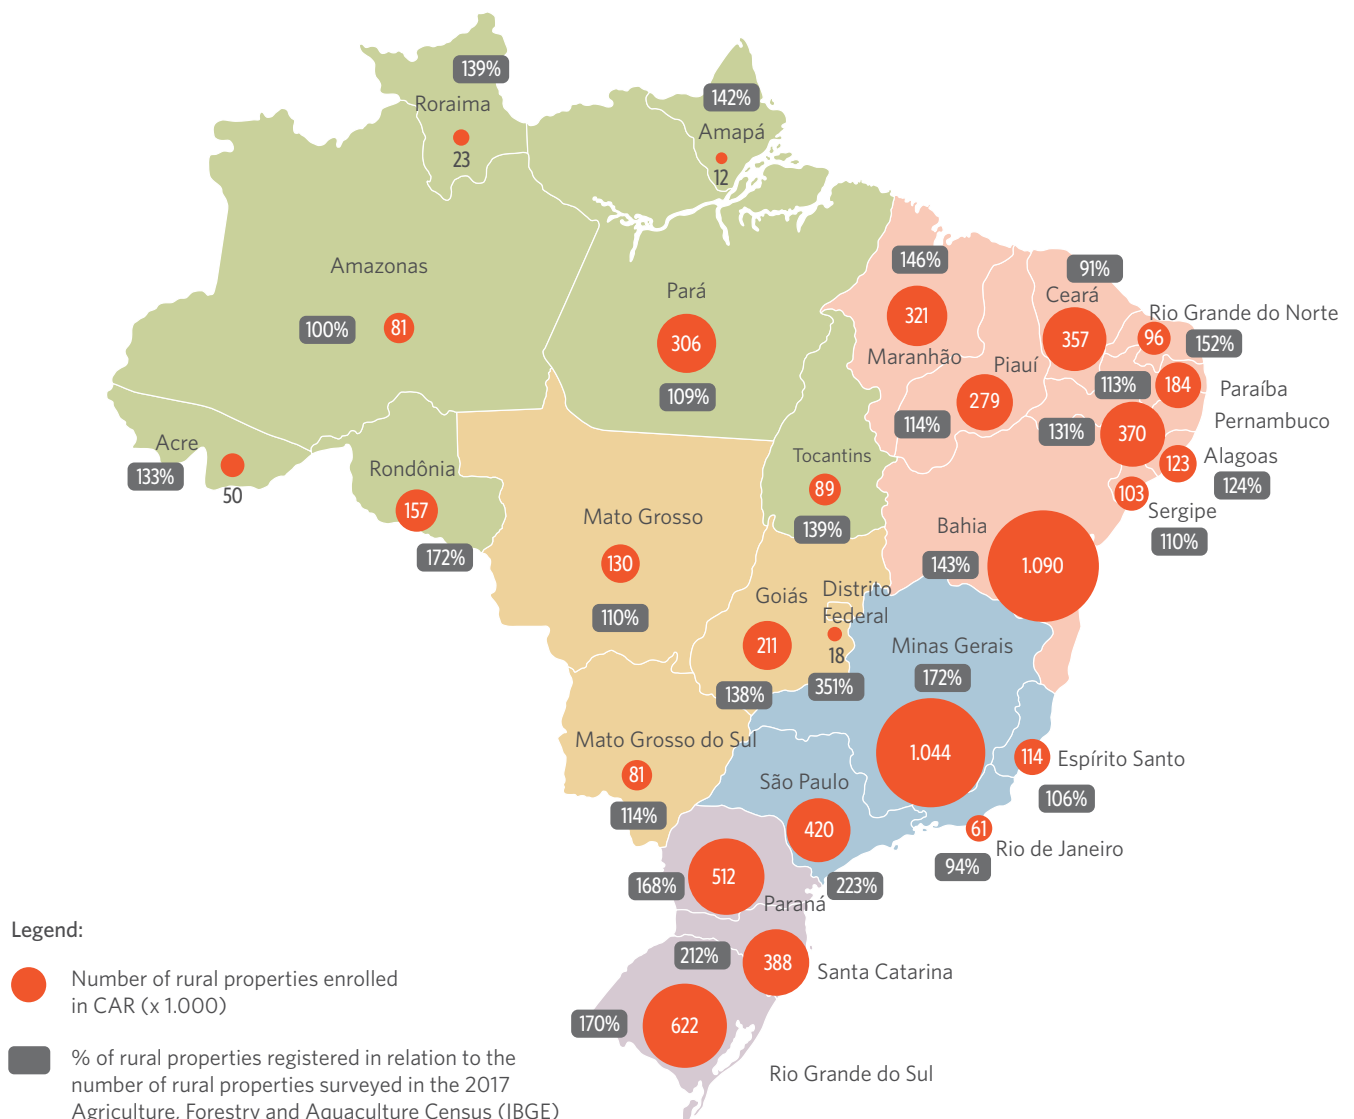 139%
Roraima
23
142%
Amapá
12
Amazonas
100%
81
Pará
306
109%
146%
321
Maranhão
91%
Ceará
357
Rio Grande do Norte
96
152%
Piauí
279
114%
113%
184
Paraíba
131%
370
Pernambuco
123
Alagoas
124%
103
Sergipe
110%
Acre
133%
50
Rondônia
157
172%
Tocantins
89
139%
Mato Grosso
130
110%
Bahia
143%
1.090
Goiás
211
138%
Distrito
Federal
18
351%
Minas Gerais
172%
1.044
Mato Grosso do Sul
81
114%
114
Espírito Santo
106%
São Paulo
420
223%
61
Rio de Janeiro
94%
168%
512
Paraná
212%
388
Santa Catarina
170%
622
Rio Grande do Sul
Legend:
Number of rural properties enrolled
in CAR (x 1.000)
% of rural properties registered in relation to the
number of rural properties surveyed in the 2017
Agriculture, Forestry and Aquaculture Census (IBGE)